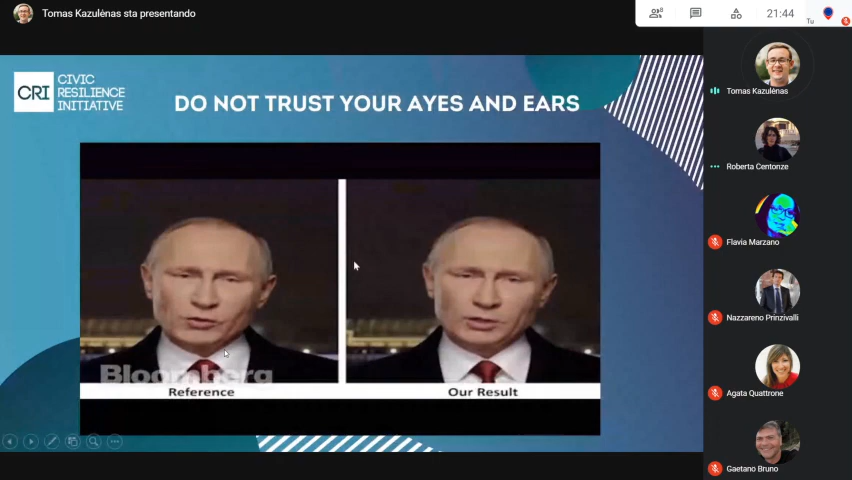 Tomas Kazulėnas sta presentando
8
21:44
Tu
CRI
CIVIC
RESILIENCE
INITIATIVE
DO NOT TRUST YOUR AYES AND EARS
Bloomberg
Reference
Our Result
Tomas Kazulėnas
Roberta Centonze
Flavia Marzano
Nazzareno Prinzivalli
Agata Quattrone
Gaetano Bruno